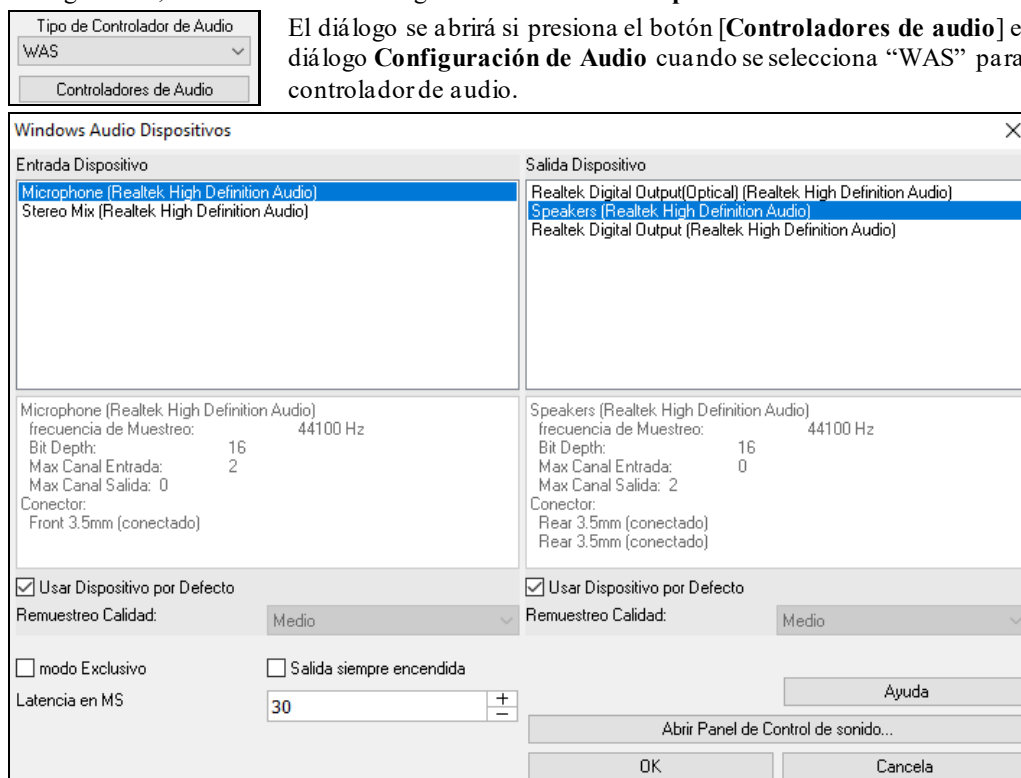 Tipo de Controlador de Audio
WAS
Controladores de Audio
El diálogo se abrirá si presiona el botón [Controladores de audio] e
diálogo Configuración de Audio cuando se selecciona “WAS” para
controlador de audio.
Windows Audio Dispositivos
Entrada Dispositivo
Microphone (Realtek High Definition Audio)
Stereo Mix (Realtek High Definition Audio)
Salida Dispositivo
Realtek Digital Output(Optical) (Realtek High Definition Audio)
Speakers (Realtek High Definition Audio)
Realtek Digital Output (Realtek High Definition Audio)
Microphone (Realtek High Definition Audio)
frecuencia de Muestreo: 44100 Hz
Bit Depth: 16
Max Canal Entrada: 2
Max Canal Salida: 0
Conector:
Front 3.5mm (conectado)
Speakers (Realtek High Definition Audio)
frecuencia de Muestreo: 44100 Hz
Bit Depth: 16
Max Canal Entrada: 0
Max Canal Salida: 2
Conector:
Rear 3.5mm (conectado)
Rear 3.5mm (conectado)
Usar Dispositivo por Defecto
Remuestreo Calidad: Medio
Usar Dispositivo por Defecto
Remuestreo Calidad: Medio
modo Exclusivo
Salida siempre encendida
Latencia en MS 30
Ayuda
Abrir Panel de Control de sonido...
OK
Cancela